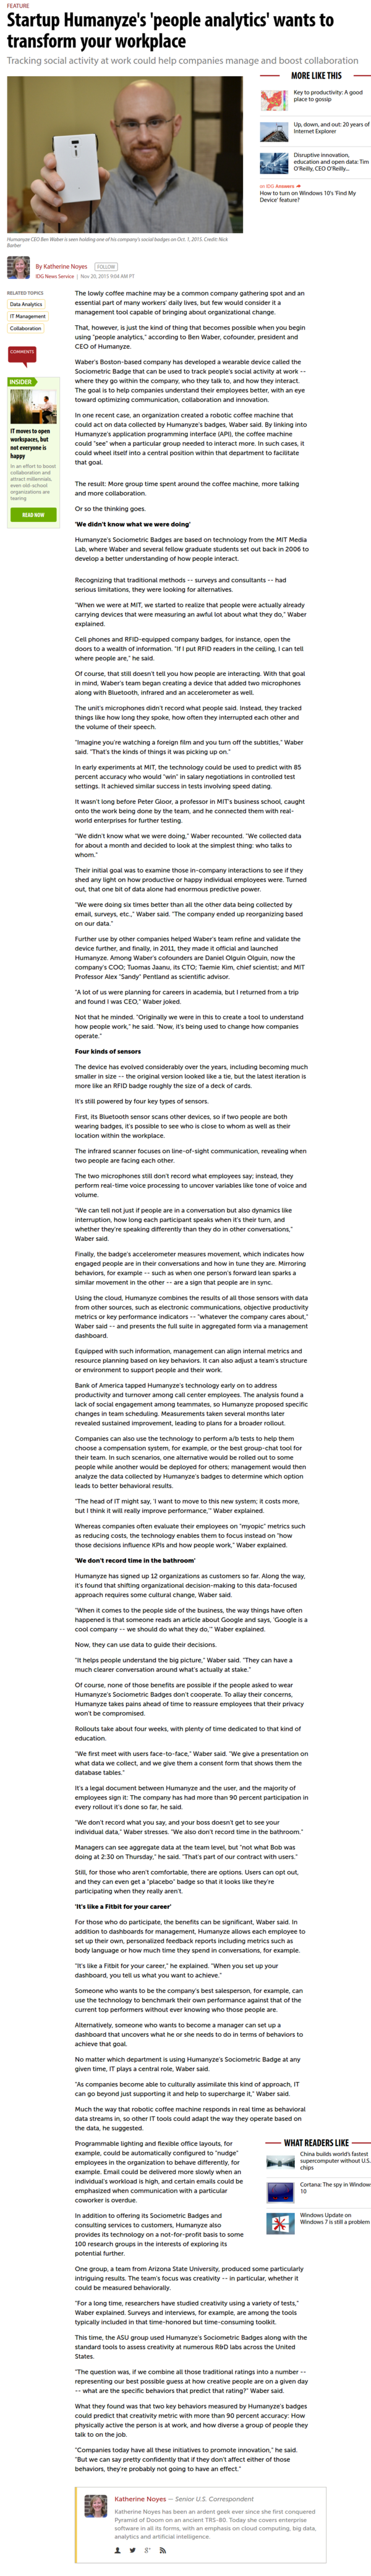 FEATURE
Startup Humanyze's 'people analytics' wants to
transform your workplace
Tracking social activity at work could help companies manage and boost collaboration
MORE LIKE THIS
Key to productivity: A good
place to gossip
Up, down, and out: 20 years of
Internet Explorer
Disruptive innovation,
education and open data: Tim
O'Reilly, CEO O'Reilly...
on IDG Answers
How to turn on Windows 10's 'Find My
Device' feature?
Humanyze CEO Ben Waber is seen holding one of his company's social badges on Oct. 1, 2015. Credit: Nick
Barber
By Katherine Noyes FOLLOW
IDG News Service | Nov 20, 2015 9:04 AM PT
RELATED TOPICS
Data Analytics
IT Management
Collaboration
COMMENTS
INSIDER
IT moves to open
workspaces, but
not everyone is
happy
In an effort to boost
collaboration and
attract millennials,
even old-school
organizations are
tearing
READ NOW
The lowly coffee machine may be a common company gathering spot and an
essential part of many workers' daily lives, but few would consider it a
management tool capable of bringing about organizational change.
That, however, is just the kind of thing that becomes possible when you begin
using "people analytics," according to Ben Waber, cofounder, president and
CEO of Humanyze.
Waber's Boston-based company has developed a wearable device called the
Sociometric Badge that can be used to track people's social activity at work --
where they go within the company, who they talk to, and how they interact.
The goal is to help companies understand their employees better, with an eye
toward optimizing communication, collaboration and innovation.
In one recent case, an organization created a robotic coffee machine that
could act on data collected by Humanyze's badges, Waber said. By linking into
Humanyze's application programming interface (API), the coffee machine
could "see" when a particular group needed to interact more. In such cases, it
could wheel itself into a central position within that department to facilitate
that goal.
The result: More group time spent around the coffee machine, more talking
and more collaboration.
Or so the thinking goes.
'We didn't know what we were doing'
Humanyze's Sociometric Badges are based on technology from the MIT Media
Lab, where Waber and several fellow graduate students set out back in 2006 to
develop a better understanding of how people interact.
Recognizing that traditional methods -- surveys and consultants -- had
serious limitations, they were looking for alternatives.
"When we were at MIT, we started to realize that people were actually already
carrying devices that were measuring an awful lot about what they do," Waber
explained.
Cell phones and RFID-equipped company badges, for instance, open the
doors to a wealth of information. "If I put RFID readers in the ceiling, I can tell
where people are," he said.
Of course, that still doesn't tell you how people are interacting. With that goal
in mind, Waber's team began creating a device that added two microphones
along with Bluetooth, infrared and an accelerometer as well.
The unit's microphones didn't record what people said. Instead, they tracked
things like how long they spoke, how often they interrupted each other and
the volume of their speech.
"Imagine you're watching a foreign film and you turn off the subtitles," Waber
said. "That's the kinds of things it was picking up on."
In early experiments at MIT, the technology could be used to predict with 85
percent accuracy who would "win" in salary negotiations in controlled test
settings. It achieved similar success in tests involving speed dating.
It wasn't long before Peter Gloor, a professor in MIT's business school, caught
onto the work being done by the team, and he connected them with real-
world enterprises for further testing.
"We didn't know what we were doing," Waber recounted. "We collected data
for about a month and decided to look at the simplest thing: who talks to
whom."
Their initial goal was to examine those in-company interactions to see if they
shed any light on how productive or happy individual employees were. Turned
out, that one bit of data alone had enormous predictive power.
"We were doing six times better than all the other data being collected by
email, surveys, etc.," Waber said. "The company ended up reorganizing based
on our data."
Further use by other companies helped Waber's team refine and validate the
device further, and finally, in 2011, they made it official and launched
Humanyze. Among Waber's cofounders are Daniel Olguin Olguin, now the
company's COO; Tuomas Jaanu, its CTO; Taemie Kim, chief scientist; and MIT
Professor Alex "Sandy" Pentland as scientific advisor.
"A lot of us were planning for careers in academia, but I returned from a trip
and found I was CEO," Waber joked.
Not that he minded. "Originally we were in this to create a tool to understand
how people work," he said. "Now, it's being used to change how companies
operate."
Four kinds of sensors
The device has evolved considerably over the years, including becoming much
smaller in size -- the original version looked like a tie, but the latest iteration is
more like an RFID badge roughly the size of a deck of cards.
It's still powered by four key types of sensors.
First, its Bluetooth sensor scans other devices, so if two people are both
wearing badges, it's possible to see who is close to whom as well as their
location within the workplace.
The infrared scanner focuses on line-of-sight communication, revealing when
two people are facing each other.
The two microphones still don't record what employees say; instead, they
perform real-time voice processing to uncover variables like tone of voice and
volume.
"We can tell not just if people are in a conversation but also dynamics like
interruption, how long each participant speaks when it's their turn, and
whether they're speaking differently than they do in other conversations,"
Waber said.
Finally, the badge's accelerometer measures movement, which indicates how
engaged people are in their conversations and how in tune they are. Mirroring
behaviors, for example -- such as when one person's forward lean sparks a
similar movement in the other -- are a sign that people are in sync.
Using the cloud, Humanyze combines the results of all those sensors with data
from other sources, such as electronic communications, objective productivity
metrics or key performance indicators -- "whatever the company cares about,"
Waber said -- and presents the full suite in aggregated form via a management
dashboard.
Equipped with such information, management can align internal metrics and
resource planning based on key behaviors. It can also adjust a team's structure
or environment to support people and their work.
Bank of America tapped Humanyze's technology early on to address
productivity and turnover among call center employees. The analysis found a
lack of social engagement among teammates, so Humanyze proposed specific
changes in team scheduling. Measurements taken several months later
revealed sustained improvement, leading to plans for a broader rollout.
Companies can also use the technology to perform a/b tests to help them
choose a compensation system, for example, or the best group-chat tool for
their team. In such scenarios, one alternative would be rolled out to some
people while another would be deployed for others; management would then
analyze the data collected by Humanyze's badges to determine which option
leads to better behavioral results.
"The head of IT might say, 'I want to move to this new system; it costs more,
but I think it will really improve performance,'" Waber explained.
Whereas companies often evaluate their employees on "myopic" metrics such
as reducing costs, the technology enables them to focus instead on "how
those decisions influence KPIs and how people work," Waber explained.
'We don't record time in the bathroom'
Humanyze has signed up 12 organizations as customers so far. Along the way,
it's found that shifting organizational decision-making to this data-focused
approach requires some cultural change, Waber said.
"When it comes to the people side of the business, the way things have often
happened is that someone reads an article about Google and says, 'Google is a
cool company -- we should do what they do,'" Waber explained.
Now, they can use data to guide their decisions.
"It helps people understand the big picture," Waber said. "They can have a
much clearer conversation around what's actually at stake."
Of course, none of those benefits are possible if the people asked to wear
Humanyze's Sociometric Badges don't cooperate. To allay their concerns,
Humanyze takes pains ahead of time to reassure employees that their privacy
won't be compromised.
Rollouts take about four weeks, with plenty of time dedicated to that kind of
education.
"We first meet with users face-to-face," Waber said. "We give a presentation on
what data we collect, and we give them a consent form that shows them the
database tables."
It's a legal document between Humanyze and the user, and the majority of
employees sign it: The company has had more than 90 percent participation in
every rollout it's done so far, he said.
"We don't record what you say, and your boss doesn't get to see your
individual data," Waber stresses. "We also don't record time in the bathroom."
Managers can see aggregate data at the team level, but "not what Bob was
doing at 2:30 on Thursday," he said. "That's part of our contract with users."
Still, for those who aren't comfortable, there are options. Users can opt out,
and they can even get a "placebo" badge so that it looks like they're
participating when they really aren't.
'It's like a Fitbit for your career'
For those who do participate, the benefits can be significant, Waber said. In
addition to dashboards for management, Humanyze allows each employee to
set up their own, personalized feedback reports including metrics such as
body language or how much time they spend in conversations, for example.
"It's like a Fitbit for your career," he explained. "When you set up your
dashboard, you tell us what you want to achieve."
Someone who wants to be the company's best salesperson, for example, can
use the technology to benchmark their own performance against that of the
current top performers without ever knowing who those people are.
Alternatively, someone who wants to become a manager can set up a
dashboard that uncovers what he or she needs to do in terms of behaviors to
achieve that goal.
No matter which department is using Humanyze's Sociometric Badge at any
given time, IT plays a central role, Waber said.
"As companies become able to culturally assimilate this kind of approach, IT
can go beyond just supporting it and help to supercharge it," Waber said.
Much the way that robotic coffee machine responds in real time as behavioral
data streams in, so other IT tools could adapt the way they operate based on
the data, he suggested.
Programmable lighting and flexible office layouts, for
example, could be automatically configured to "nudge"
employees in the organization to behave differently, for
example. Email could be delivered more slowly when an
individual's workload is high, and certain emails could be
emphasized when communication with a particular
coworker is overdue.
WHAT READERS LIKE
China builds world's fastest
supercomputer without U.S.
chips
Cortana: The spy in Windows
10
Windows Update on
Windows 7 is still a problem
In addition to offering its Sociometric Badges and
consulting services to customers, Humanyze also
provides its technology on a not-for-profit basis to some
100 research groups in the interests of exploring its
potential further.
One group, a team from Arizona State University, produced some particularly
intriguing results. The team's focus was creativity -- in particular, whether it
could be measured behaviorally.
"For a long time, researchers have studied creativity using a variety of tests,"
Waber explained. Surveys and interviews, for example, are among the tools
typically included in that time-honored but time-consuming toolkit.
This time, the ASU group used Humanyze's Sociometric Badges along with the
standard tools to assess creativity at numerous R&D labs across the United
States.
"The question was, if we combine all those traditional ratings into a number --
representing our best possible guess at how creative people are on a given day
-- what are the specific behaviors that predict that rating?" Waber said.
What they found was that two key behaviors measured by Humanyze's badges
could predict that creativity metric with more than 90 percent accuracy: How
physically active the person is at work, and how diverse a group of people they
talk to on the job.
"Companies today have all these initiatives to promote innovation," he said.
"But we can say pretty confidently that if they don't affect either of those
behaviors, they're probably not going to have an effect."
Katherine Noyes — Senior U.S. Correspondent
Katherine Noyes has been an ardent geek ever since she first conquered
Pyramid of Doom on an ancient TRS-80. Today she covers enterprise
software in all its forms, with an emphasis on cloud computing, big data,
analytics and artificial intelligence.